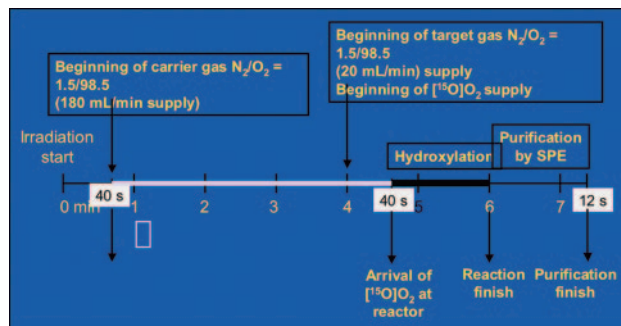 Beginning of carrier gas N₂/O₂ =
1.5/98.5
(180 mL/min supply)
Beginning of target gas N₂/O₂ =
1.5/98.5
(20 mL/min) supply
Beginning of [¹⁵O]O₂ supply
Irradiation
start
Hydroxylation
Purification
by SPE
0 min
40 s
1
2
3
4
40 s
5
6
7
12 s
Arrival of
[¹⁵O]O₂ at
reactor
Reaction
finish
Purification
finish